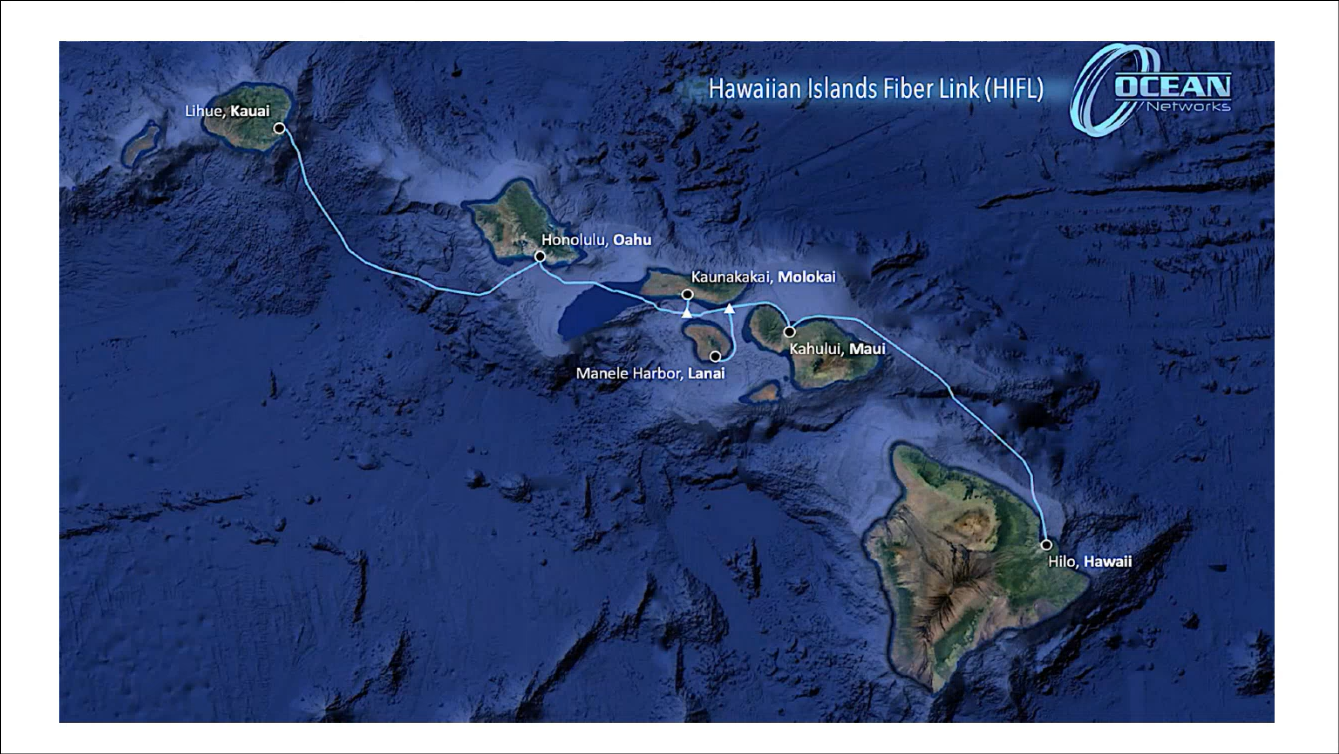 Hawaiian Islands Fiber Link (HIFL)
OCEAN
Networks
Lihue, Kauai
Honolulu, Oahu
Kaunakakai, Molokai
Kahului, Maui
Manele Harbor, Lanai
Hilo, Hawaii